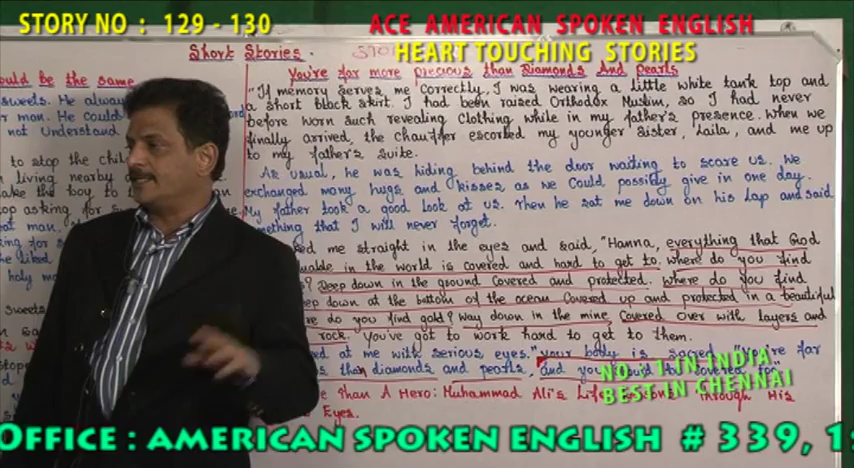 STORY NO : 129 - 130
ACE AMERICAN SPOKEN ENGLISH
HEART TOUCHING STORIES
Short Stories.
ould be the same
sweets. He alway
r man. He could
not understand
to stop the chil
n living nearby
ake the boy to
op asking for
at man.
he liked
holy mo
sweets
You're far more precious than Diamonds And pearls
"If memory serves me correctly, I was wearing a little white tank top and
a short black skirt. I had been raised Orthodox Muslim, so I had never
before worn such revealing clothing while in my father's presence. When we
finally arrived, the chauffer escorted my younger sister, Laila, and me up
to my father's suite.
As usual, he was hiding behind the door waiting to scare us. We
exchanged many hugs and kisses as we could possibly give in one day.
My father took a good look at us. Then he sat me down on his lap and said
mething that I will never forget.
ed me straight in the eyes and said, "Hanna, everything that God
uable in the world is covered and hard to get to. Where do you find
s? Deep down in the ground covered and protected. Where do you find
eep down at the bottom of the ocean covered up and protected in a beautiful
re do you find gold? Way down in the mine, covered over with layers and
rock. You've got to work hard to get to them.
ed at me with serious eyes. "your body is sacred. You're far
s than diamonds and pearls, and you should be covered too"
e Than A Hero: Muhammad Ali's Life Lessons Through His
Eyes.
NO : 1 IN INDIA
BEST IN CHENNAI
OFFICE : AMERICAN SPOKEN ENGLISH # 339, 1s